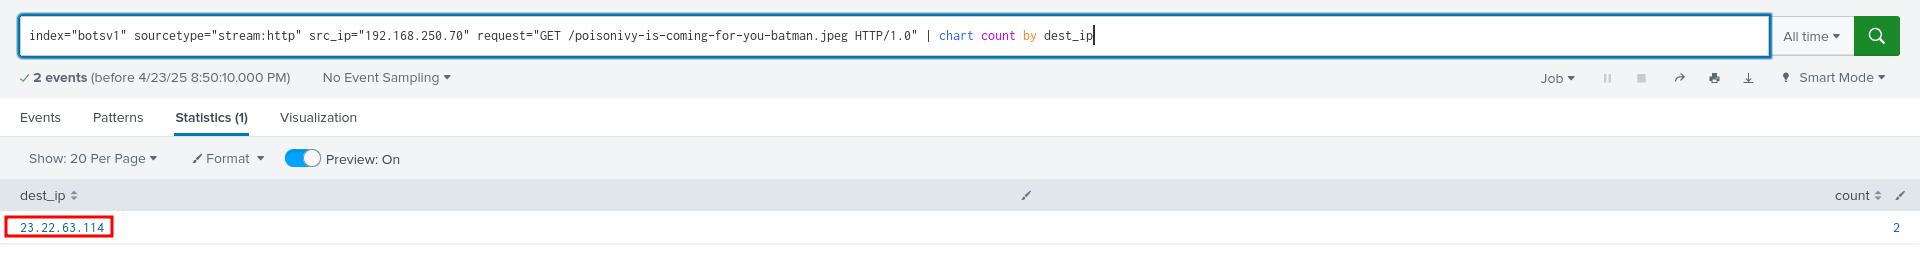 index="botsv1" sourcetype="stream:http" src_ip="192.168.250.70" request="GET /poisonivy-is-coming-for-you-batman.jpeg HTTP/1.0" | chart count by dest_ip
All time
2 events (before 4/23/25 8:50:10.000 PM) No Event Sampling Job Smart Mode
Events Patterns Statistics (1) Visualization
Show: 20 Per Page Format Preview: On
dest_ip count
23.22.63.114 2